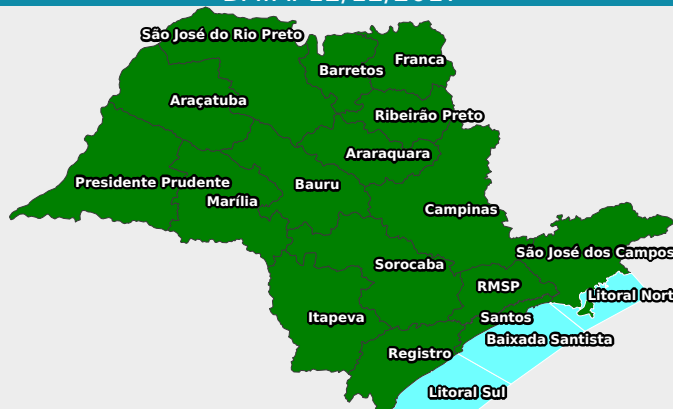 São José do Rio Preto
Franca
Barretos
Araçatuba
Ribeirão Preto
Araraquara
Presidente Prudente
Bauru
Marília
Campinas
São José dos Campos
Sorocaba
RMSP
Litoral Nort
Itapeva
Santos
Baixada Santista
Registro
Litoral Sul